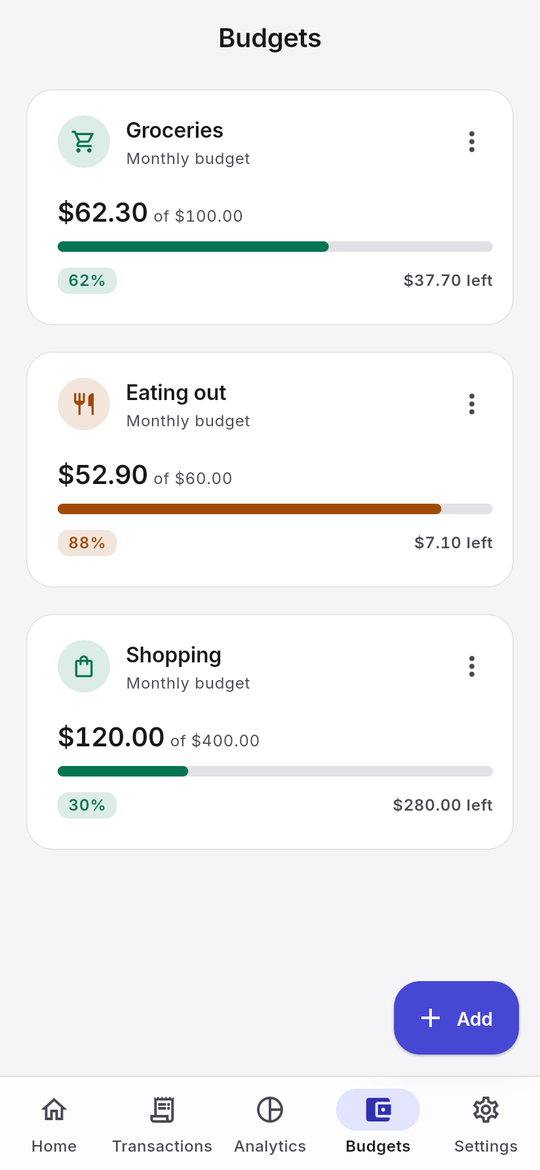 Budgets
Groceries
Monthly budget
$62.30 of $100.00
62% $37.70 left
Eating out
Monthly budget
$52.90 of $60.00
88% $7.10 left
Shopping
Monthly budget
$120.00 of $400.00
30% $280.00 left
Add
Home Transactions Analytics Budgets Settings